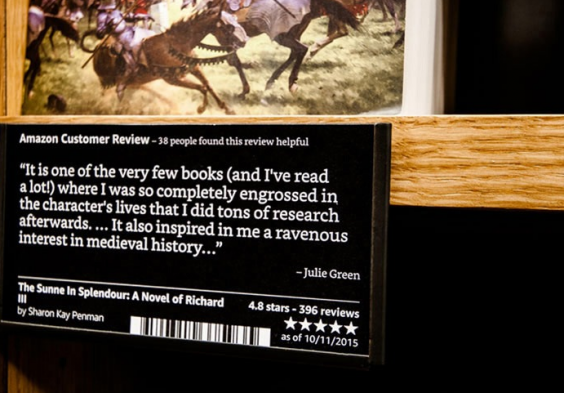 Amazon Customer Review – 38 people found this review helpful
“It is one of the very few books (and I've read
a lot!) where I was so completely engrossed in
the character's lives that I did tons of research
afterwards. ... It also inspired in me a ravenous
interest in medieval history...”
– Julie Green
The Sunne In Splendour: A Novel of Richard
III
by Sharon Kay Penman
4.8 stars - 396 reviews
★★★★★
as of 10/11/2015